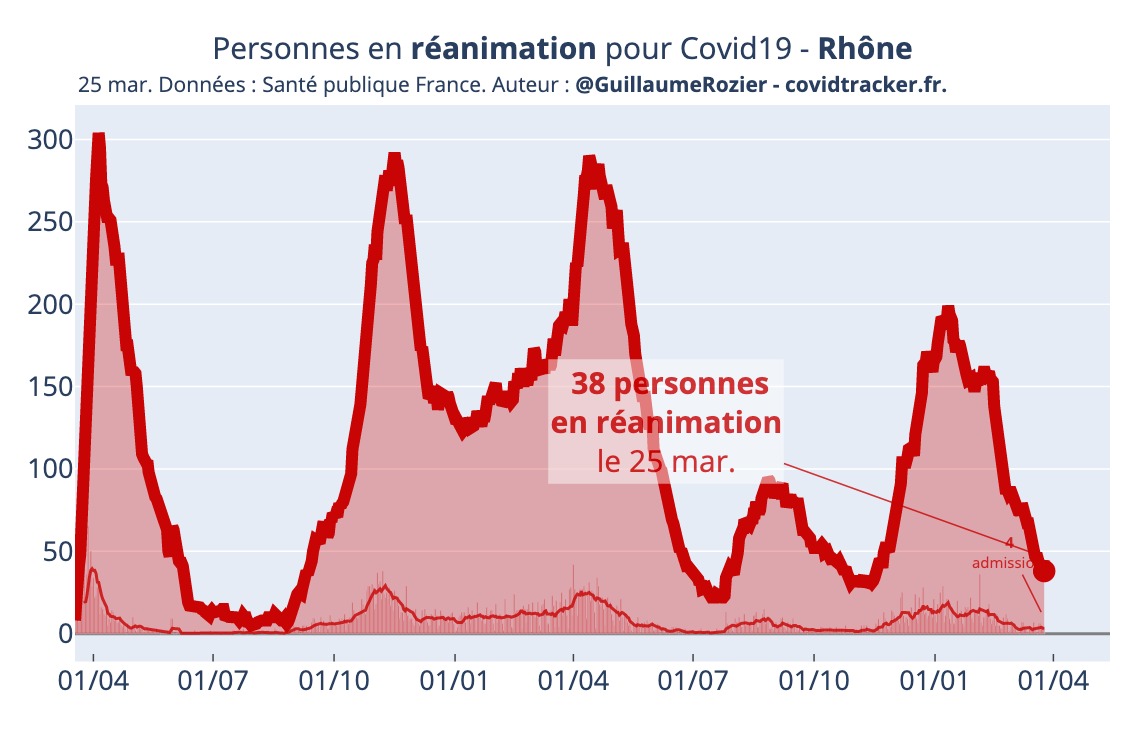 Personnes en réanimation pour Covid19 - Rhône
25 mar. Données : Santé publique France. Auteur : @GuillaumeRozier - covidtracker.fr.
300
250
200
150
100
50
0
38 personnes
en réanimation
le 25 mar.
4
admissio
01/04 01/07 01/10 01/01 01/04 01/07 01/10 01/01 01/04